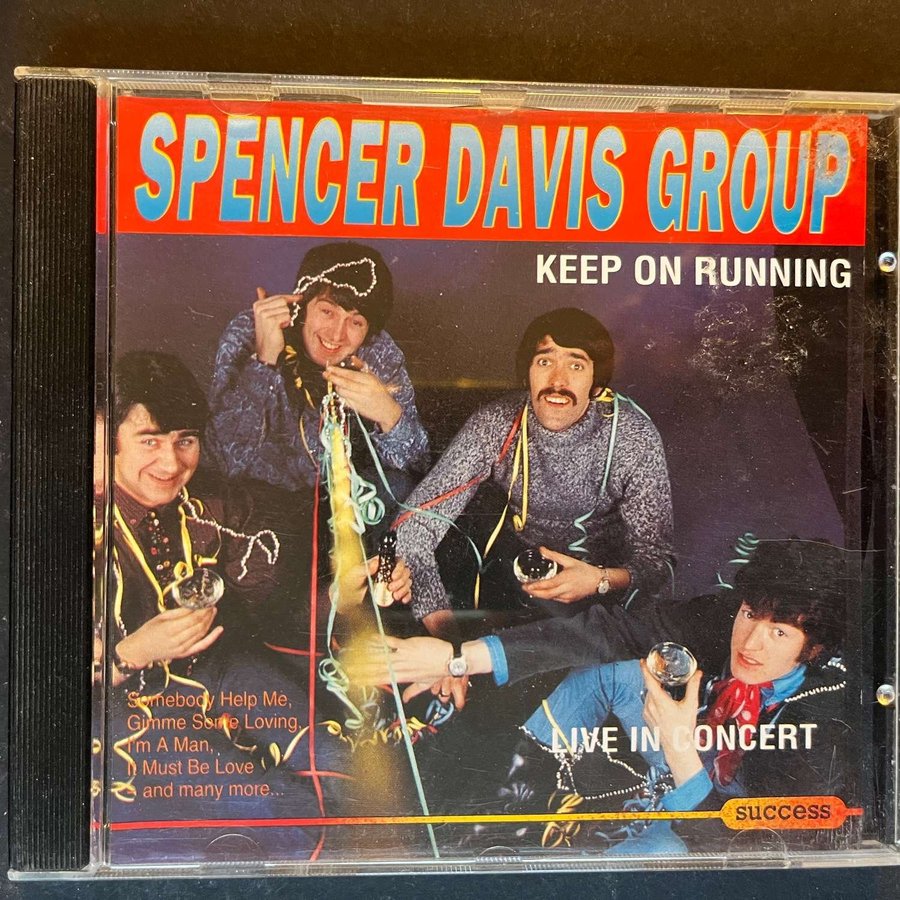 SPENCER DAVIS GROUP
KEEP ON RUNNING
Somebody Help Me,
Gimme Some Loving,
I'm A Man,
It Must Be Love
and many more...
LIVE IN CONCERT
success